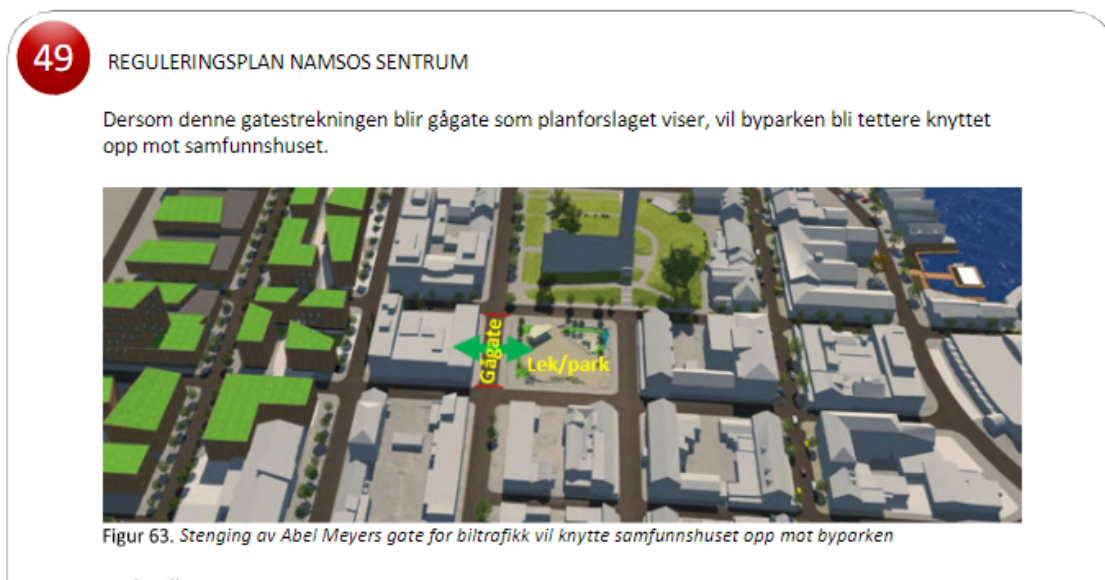 49
REGULERINGSPLAN NAMSOS SENTRUM
Dersom denne gatestrekningen blir gågate som planforslaget viser, vil byparken bli tettere knyttet
opp mot samfunnshuset.
Gågate
Lek/park
Figur 63. Stenging av Abel Meyers gate for biltrafikk vil knytte samfunnshuset opp mot byparken